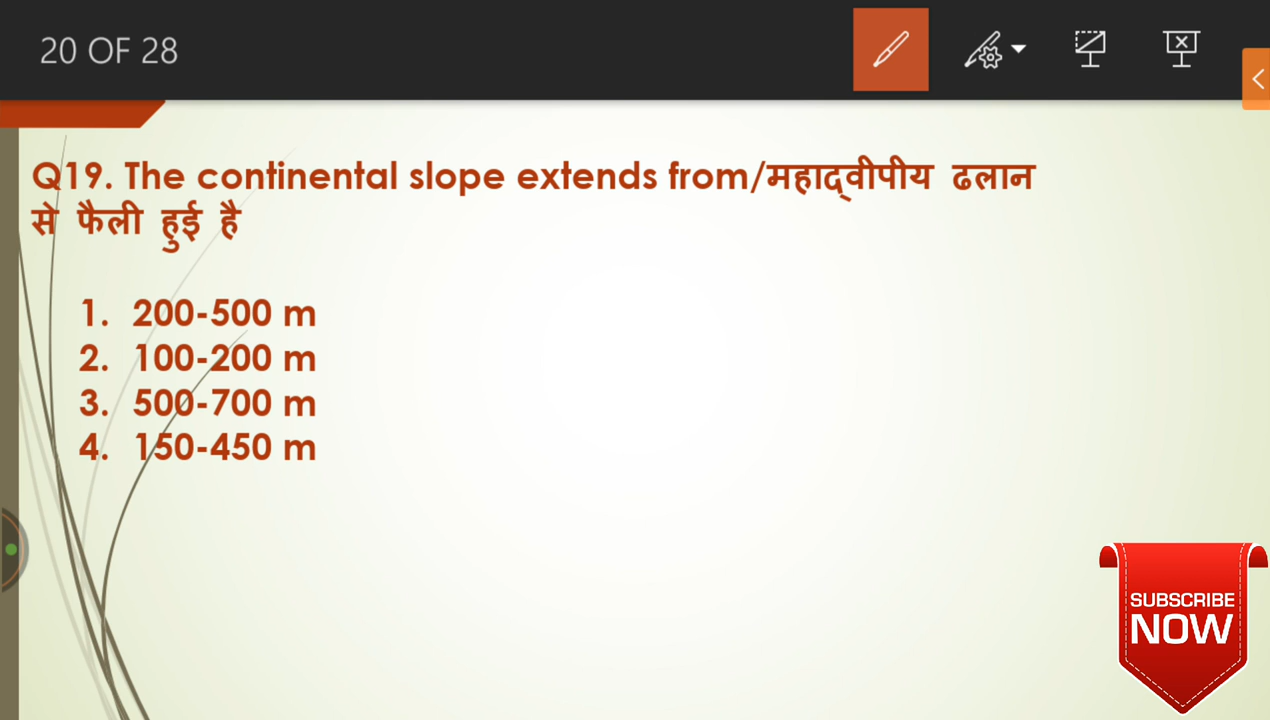 20 OF 28
Q19. The continental slope extends from/महाद्वीपीय ढलान
से फैली हुई है
1. 200-500 m
2. 100-200 m
3. 500-700 m
4. 150-450 m
SUBSCRIBE
NOW